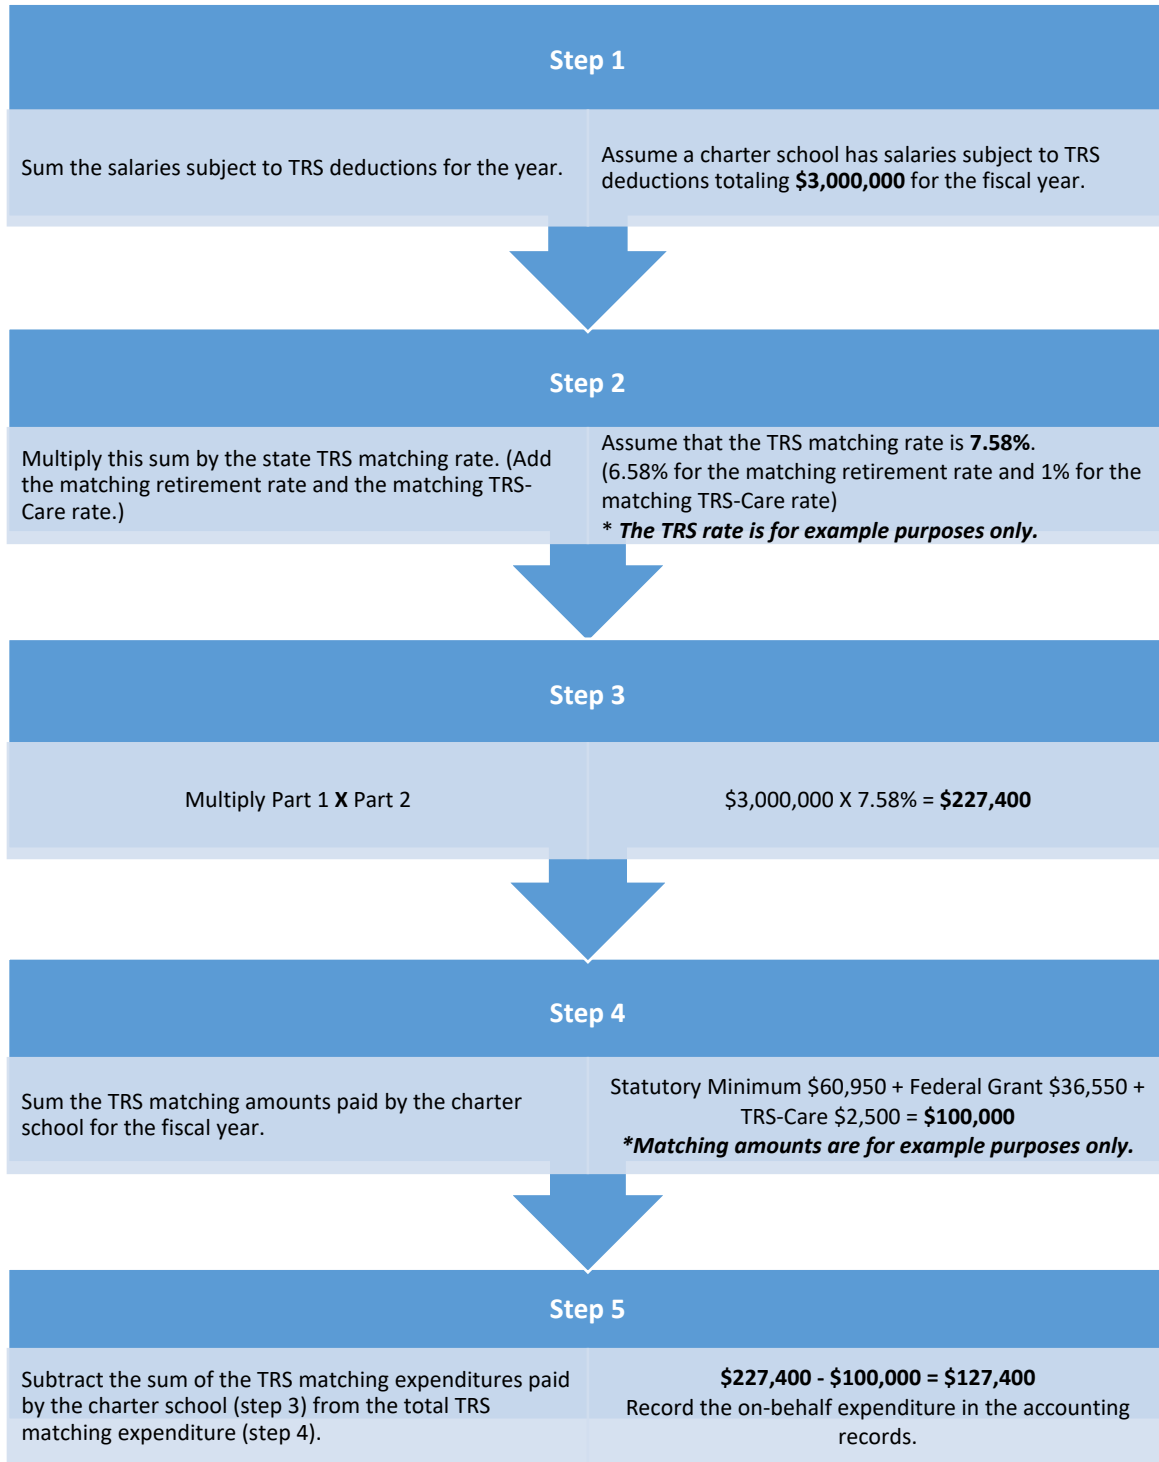 Step 1
Sum the salaries subject to TRS deductions for the year.
Assume a charter school has salaries subject to TRS
deductions totaling $3,000,000 for the fiscal year.
Step 2
Multiply this sum by the state TRS matching rate. (Add
the matching retirement rate and the matching TRS-
Care rate.)
Assume that the TRS matching rate is 7.58%.
(6.58% for the matching retirement rate and 1% for the
matching TRS-Care rate)
* The TRS rate is for example purposes only.
Step 3
Multiply Part 1 X Part 2
$3,000,000 X 7.58% = $227,400
Step 4
Sum the TRS matching amounts paid by the charter
school for the fiscal year.
Statutory Minimum $60,950 + Federal Grant $36,550 +
TRS-Care $2,500 = $100,000
*Matching amounts are for example purposes only.
Step 5
Subtract the sum of the TRS matching expenditures paid
by the charter school (step 3) from the total TRS
matching expenditure (step 4).
$227,400 - $100,000 = $127,400
Record the on-behalf expenditure in the accounting
records.